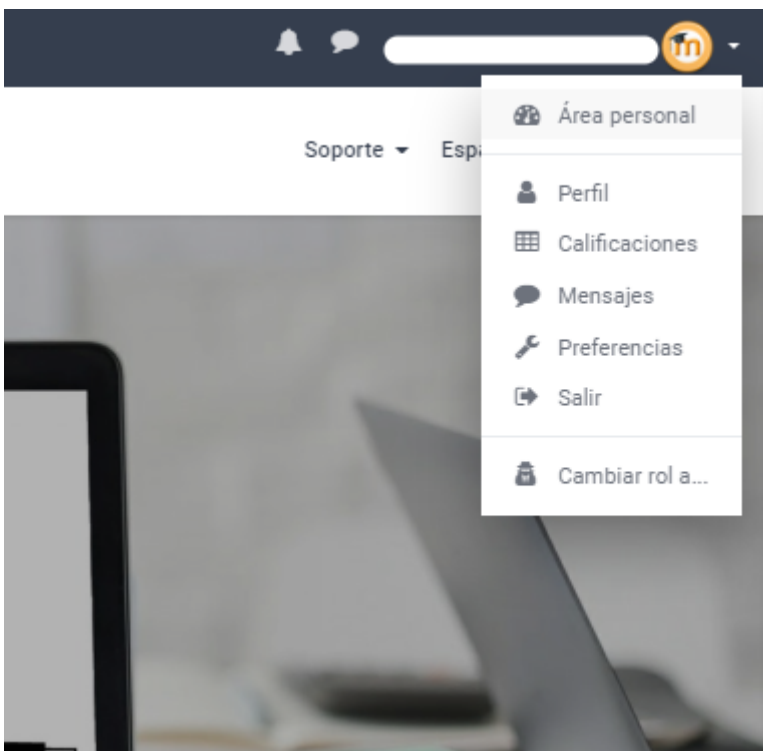 m
Soporte
Esp
Área personal
Perfil
Calificaciones
Mensajes
Preferencias
Salir
Cambiar rol a...